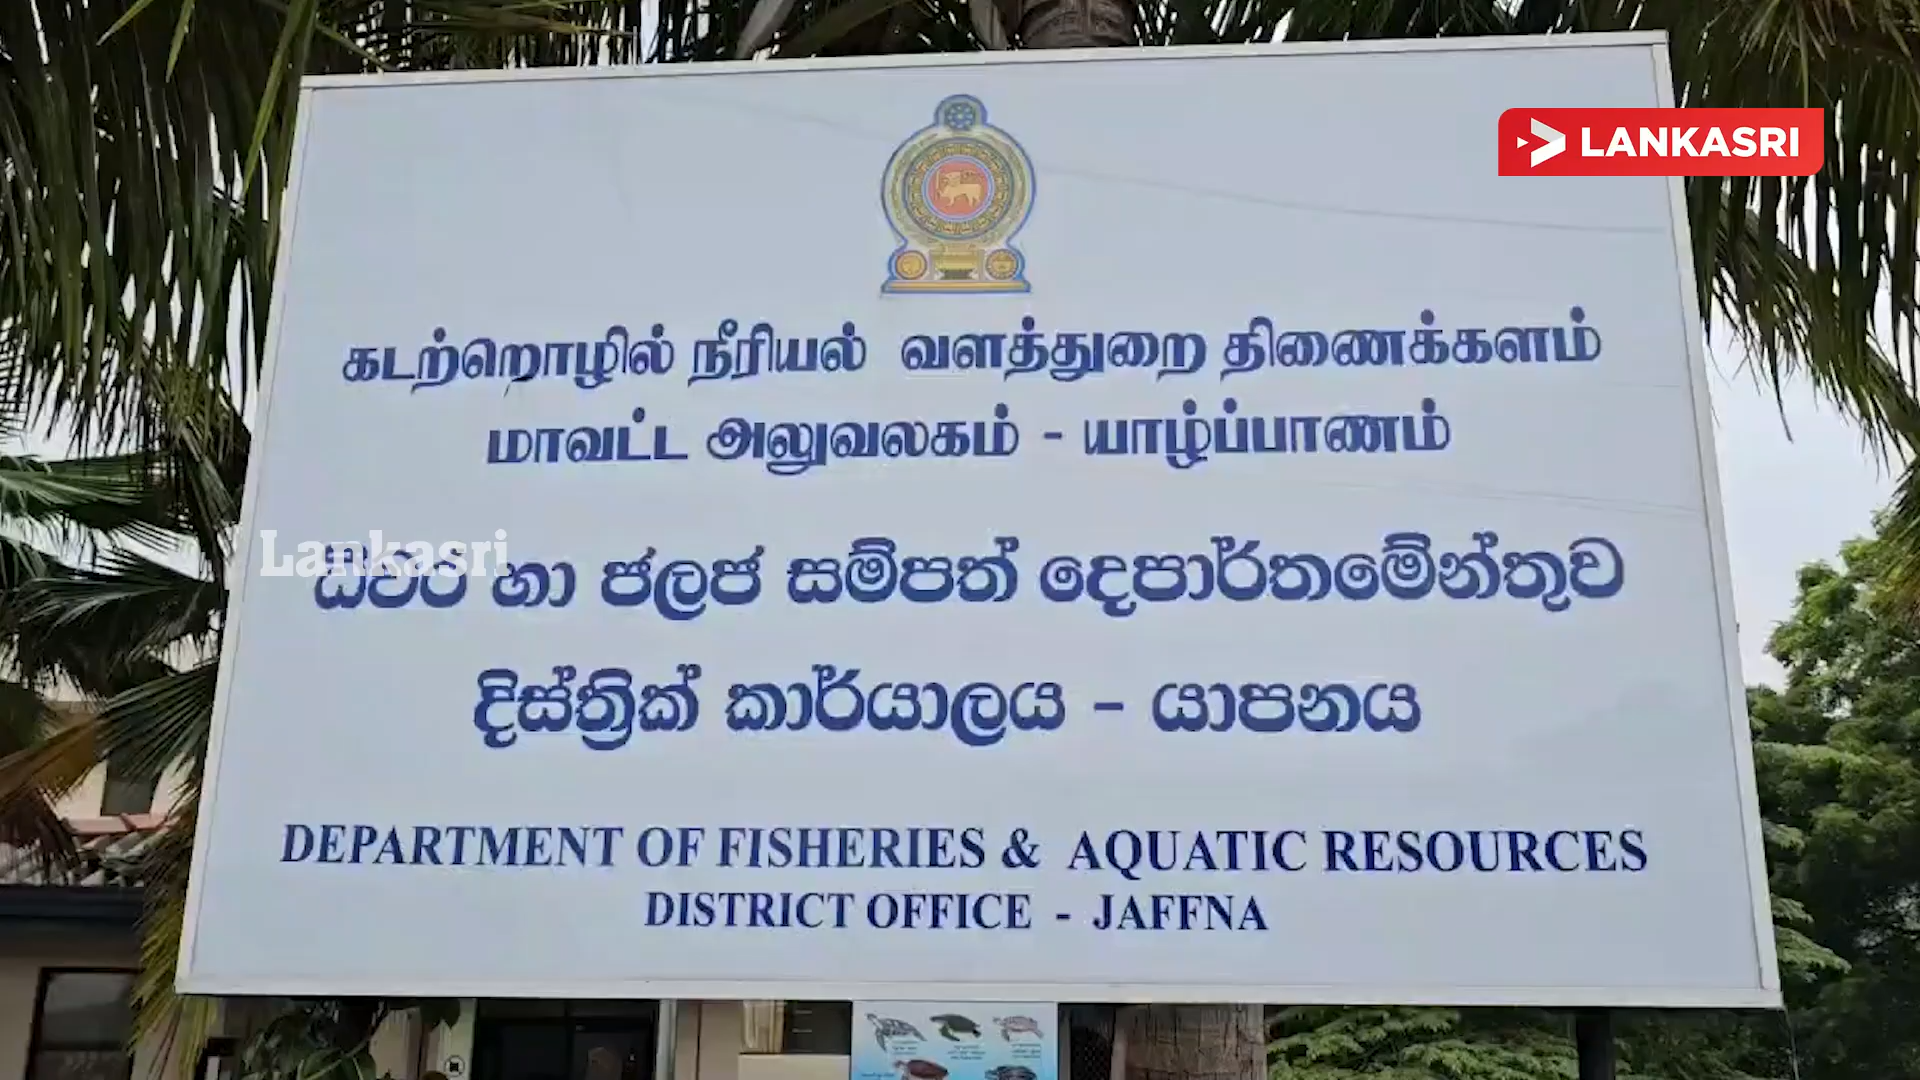 LANKASRI
கடற்றொழில் நீரியல் வளத்துறை திணைக்களம்
மாவட்ட அலுவலகம் - யாழ்ப்பாணம்
Lankasri
ධීවර හා ජලජ සම්පත් දෙපාර්තමේන්තුව
දිස්ත්‍රික් කාර්යාලය - යාපනය
DEPARTMENT OF FISHERIES & AQUATIC RESOURCES
DISTRICT OFFICE - JAFFNA